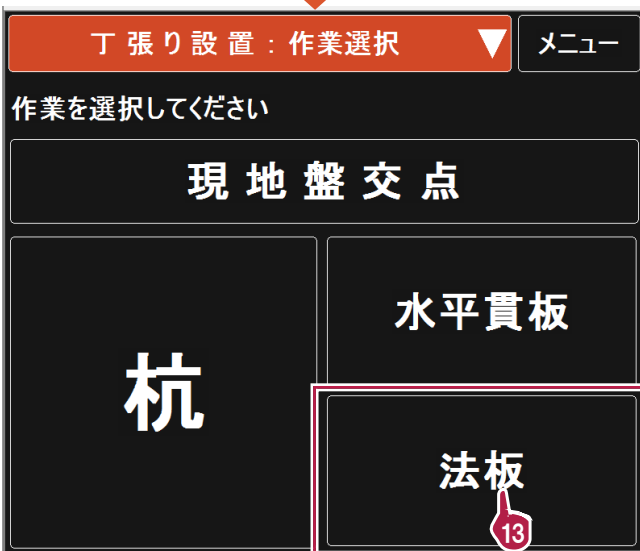 丁張り設置：作業選択 ▼
メニュー
作業を選択してください
現地盤交点
杭
水平貫板
法板
13